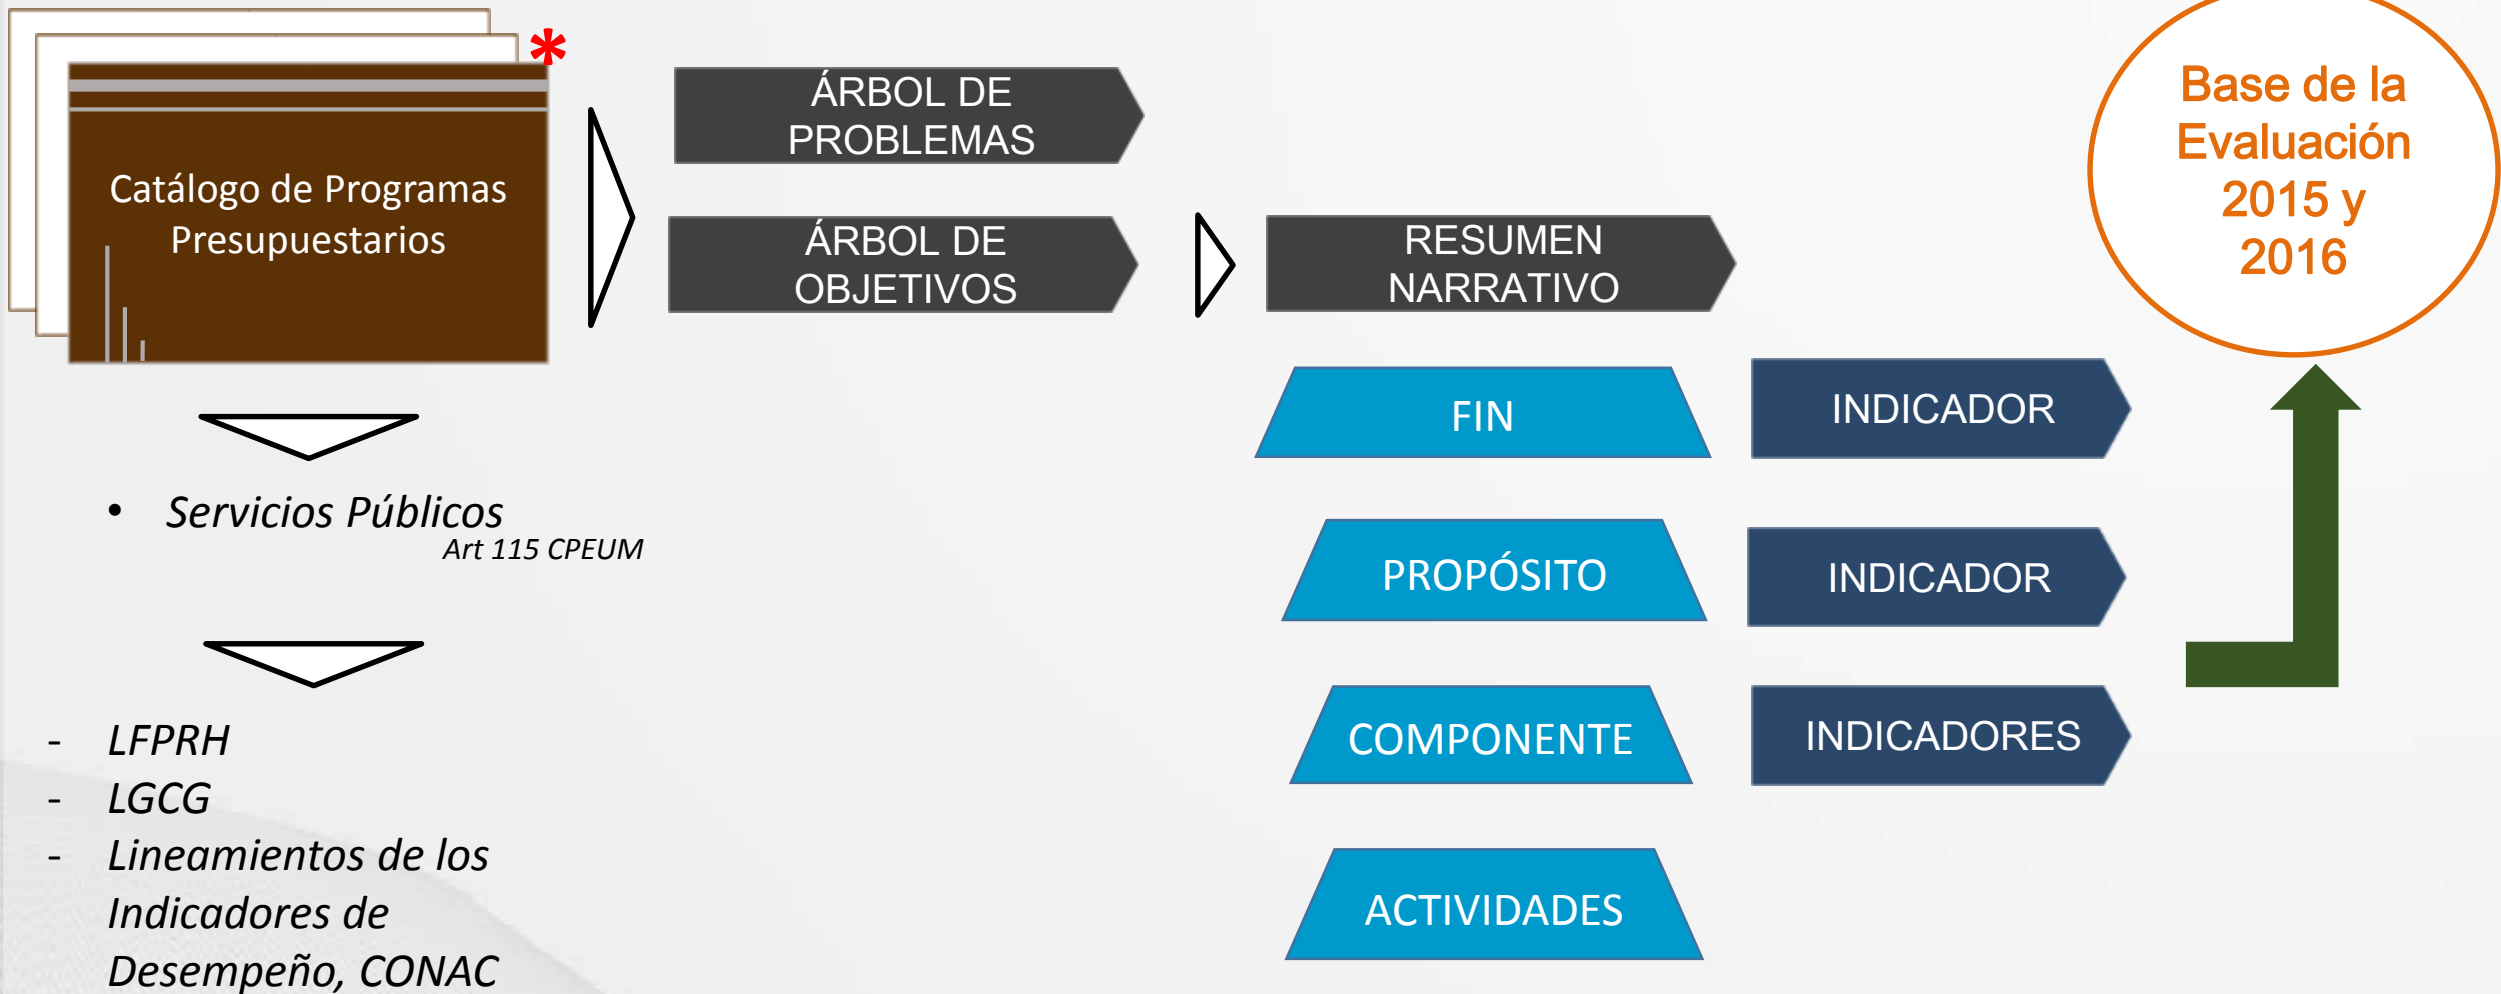 *
Catálogo de Programas
Presupuestarios
• Servicios Públicos
Art 115 CPEUM
- LFPRH
- LGCG
- Lineamientos de los
Indicadores de
Desempeño, CONAC
ÁRBOL DE
PROBLEMAS
ÁRBOL DE
OBJETIVOS
RESUMEN
NARRATIVO
FIN
INDICADOR
PROPÓSITO
INDICADOR
COMPONENTE
INDICADORES
ACTIVIDADES
Base de la
Evaluación
2015 y
2016